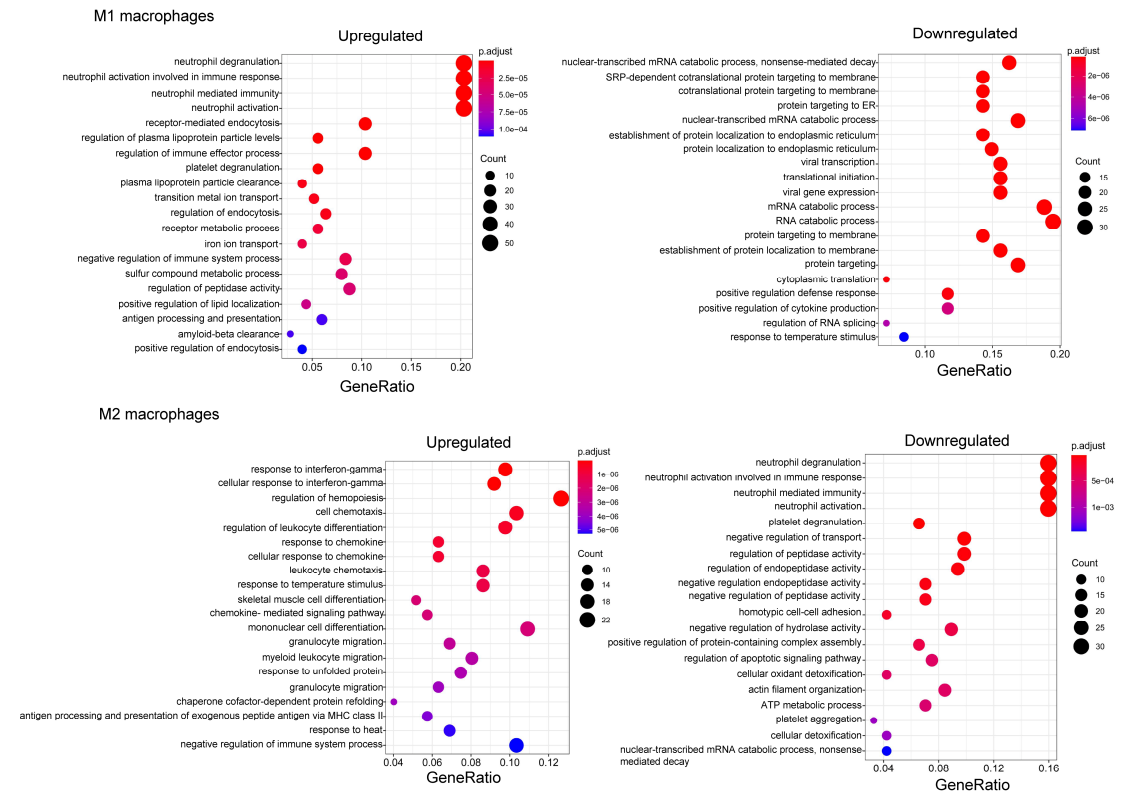 M1 macrophages
Upregulated
neutrophil degranulation
neutrophil activation involved in immune response
neutrophil mediated immunity
neutrophil activation
receptor-mediated endocytosis
regulation of plasma lipoprotein particle levels
regulation of immune effector process
platelet degranulation
plasma lipoprotein particle clearance
transition metal ion transport
regulation of endocytosis
receptor metabolic process
iron ion transport
negative regulation of immune system process
sulfur compound metabolic process
regulation of peptidase activity
positive regulation of lipid localization
antigen processing and presentation
amyloid-beta clearance
positive regulation of endocytosis
0.05 0.10 0.15 0.20
GeneRatio
p.adjust
2.5e-05
5.0e-05
7.5e-05
1.0e-04
Count
10
20
30
40
50
Downregulated
nuclear-transcribed mRNA catabolic process, nonsense-mediated decay
SRP-dependent cotranslational protein targeting to membrane
cotranslational protein targeting to membrane
protein targeting to ER
nuclear-transcribed mRNA catabolic process
establishment of protein localization to endoplasmic reticulum
protein localization to endoplasmic reticulum
viral transcription
translational initiation
viral gene expression
mRNA catabolic process
RNA catabolic process
protein targeting to membrane
establishment of protein localization to membrane
protein targeting
cytoplasmic translation
positive regulation defense response
positive regulation of cytokine production
regulation of RNA splicing
response to temperature stimulus
0.10 0.15 0.20
GeneRatio
p.adjust
2e-06
4e-06
6e-06
Count
15
20
25
30
M2 macrophages
Upregulated
response to interferon-gamma
cellular response to interferon-gamma
regulation of hemopoiesis
cell chemotaxis
regulation of leukocyte differentiation
response to chemokine
cellular response to chemokine
leukocyte chemotaxis
response to temperature stimulus
skeletal muscle cell differentiation
chemokine- mediated signaling pathway
mononuclear cell differentiation
granulocyte migration
myeloid leukocyte migration
response to unfolded protein
granulocyte migration
chaperone cofactor-dependent protein refolding
antigen processing and presentation of exogenous peptide antigen via MHC class II
response to heat
negative regulation of immune system process
0.04 0.06 0.08 0.10 0.12
GeneRatio
p.adjust
1e-06
2e-06
3e-06
4e-06
5e-06
Count
10
14
18
22
Downregulated
neutrophil degranulation
neutrophil activation involved in immune response
neutrophil mediated immunity
neutrophil activation
platelet degranulation
negative regulation of transport
regulation of peptidase activity
regulation of endopeptidase activity
negative regulation endopeptidase activity
negative regulation of peptidase activity
homotypic cell-cell adhesion
negative regulation of hydrolase activity
positive regulation of protein-containing complex assembly
regulation of apoptotic signaling pathway
cellular oxidant detoxification
actin filament organization
ATP metabolic process
platelet aggregation
cellular detoxification
nuclear-transcribed mRNA catabolic process, nonsense
mediated decay
0.04 0.08 0.12 0.16
GeneRatio
p.adjust
5e-04
1e-03
Count
10
15
20
25
30